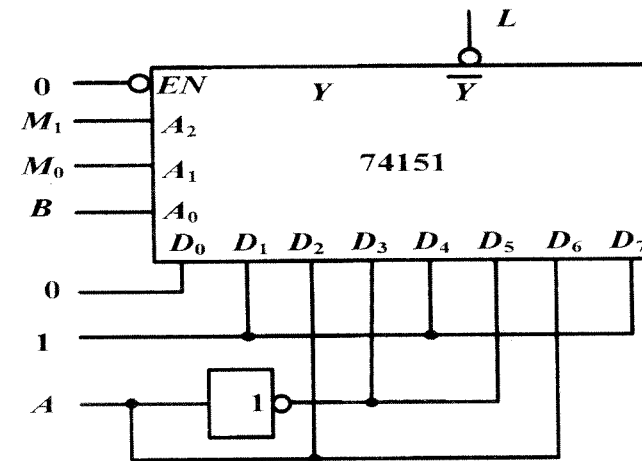 L
0 EN Y Y̅
M₁ A₂
M₀ A₁ 74151
B A₀
D₀ D₁ D₂ D₃ D₄ D₅ D₆ D₇
0
1
A 1